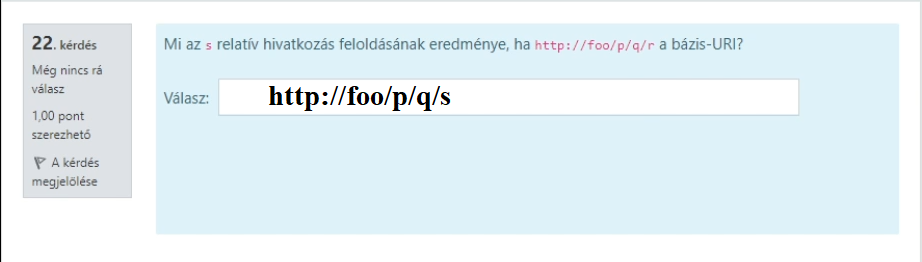 22. kérdés
Még nincs rá
válasz
1,00 pont
szerezhető
A kérdés
megjelölése
Mi az s relatív hivatkozás feloldásának eredménye, ha http://foo/p/q/r a bázis-URI?
Válasz: http://foo/p/q/s